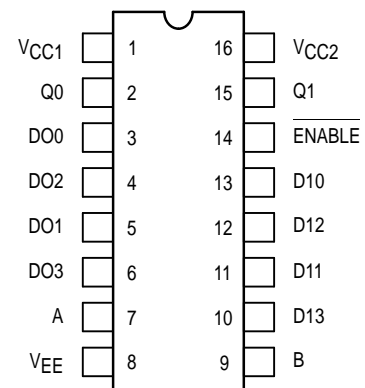 VCC1 1 16 VCC2
Q0 2 15 Q1
DO0 3 14 ENABLE
DO2 4 13 D10
DO1 5 12 D12
DO3 6 11 D11
A 7 10 D13
VEE 8 9 B